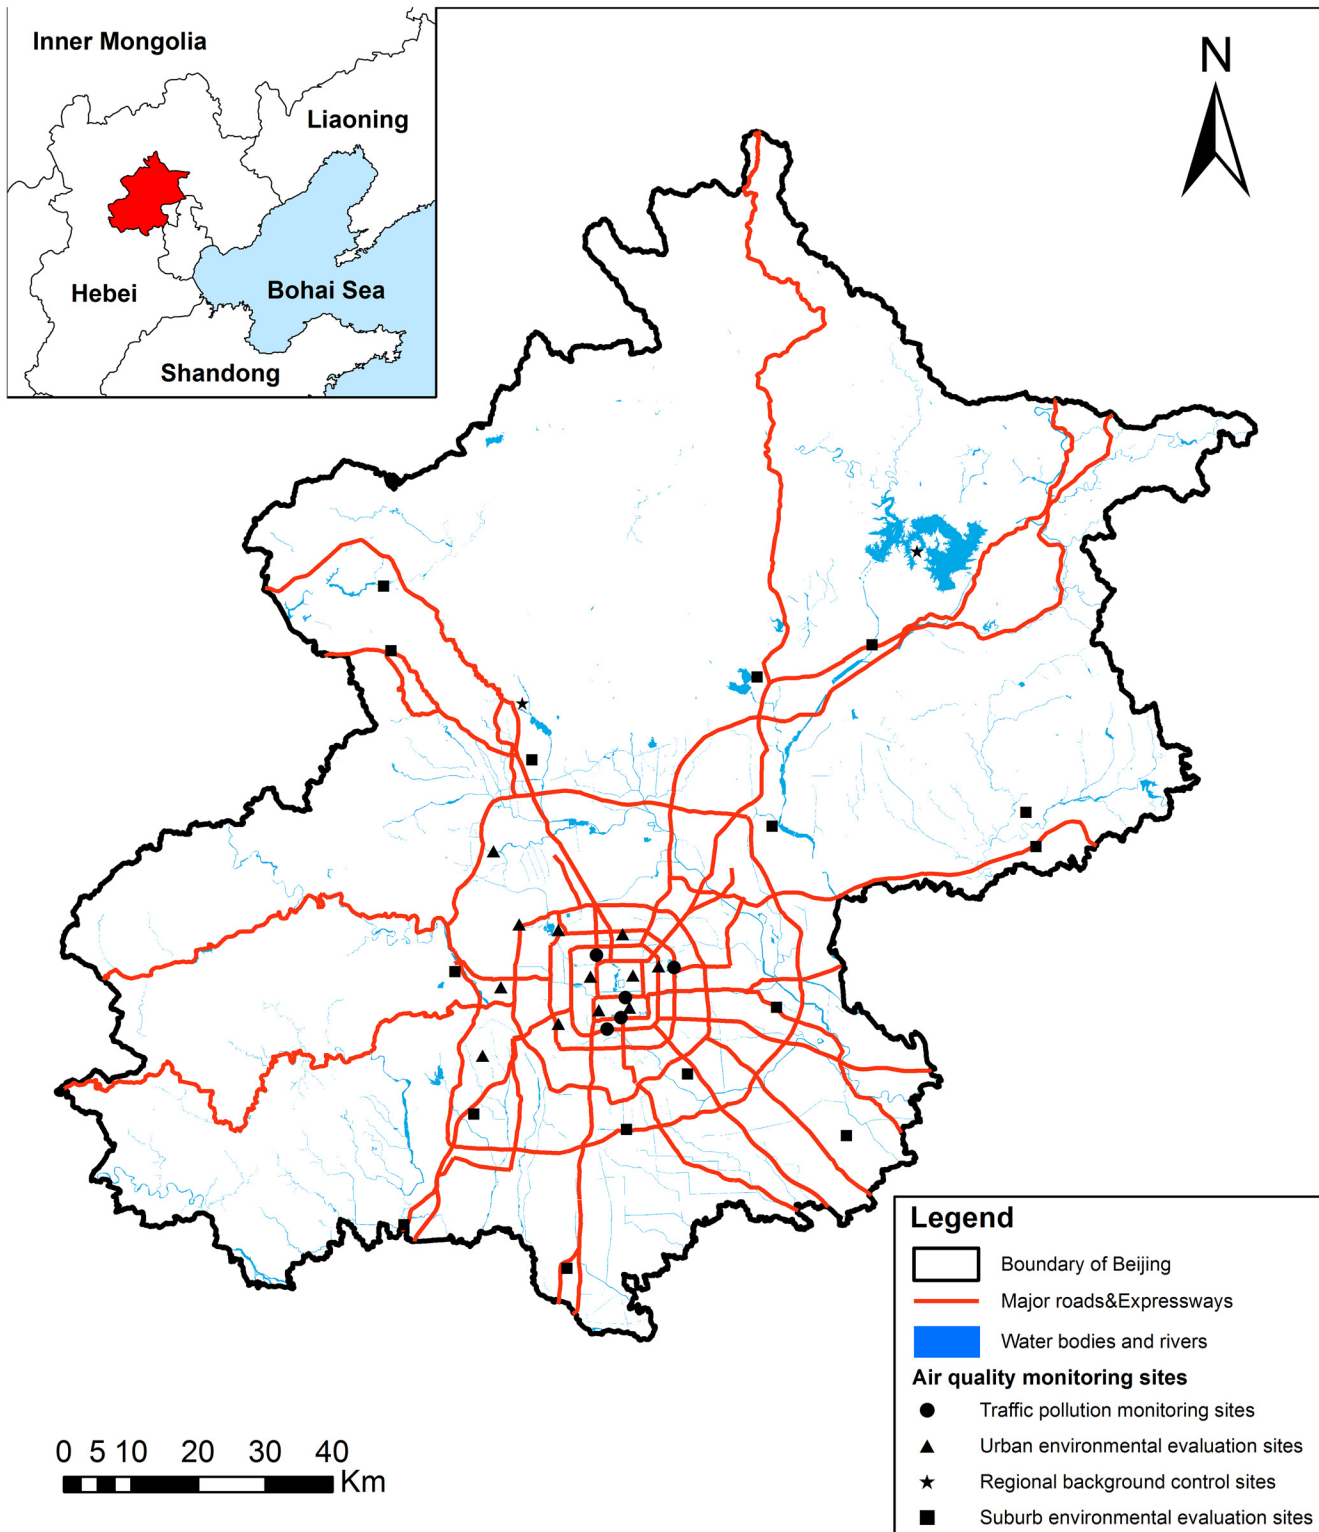 Inner Mongolia
Liaoning
Hebei
Bohai Sea
Shandong
N
Legend
Boundary of Beijing
Major roads&Expressways
Water bodies and rivers
Air quality monitoring sites
Traffic pollution monitoring sites
Urban environmental evaluation sites
Regional background control sites
Suburb environmental evaluation sites
0 5 10 20 30 40
Km